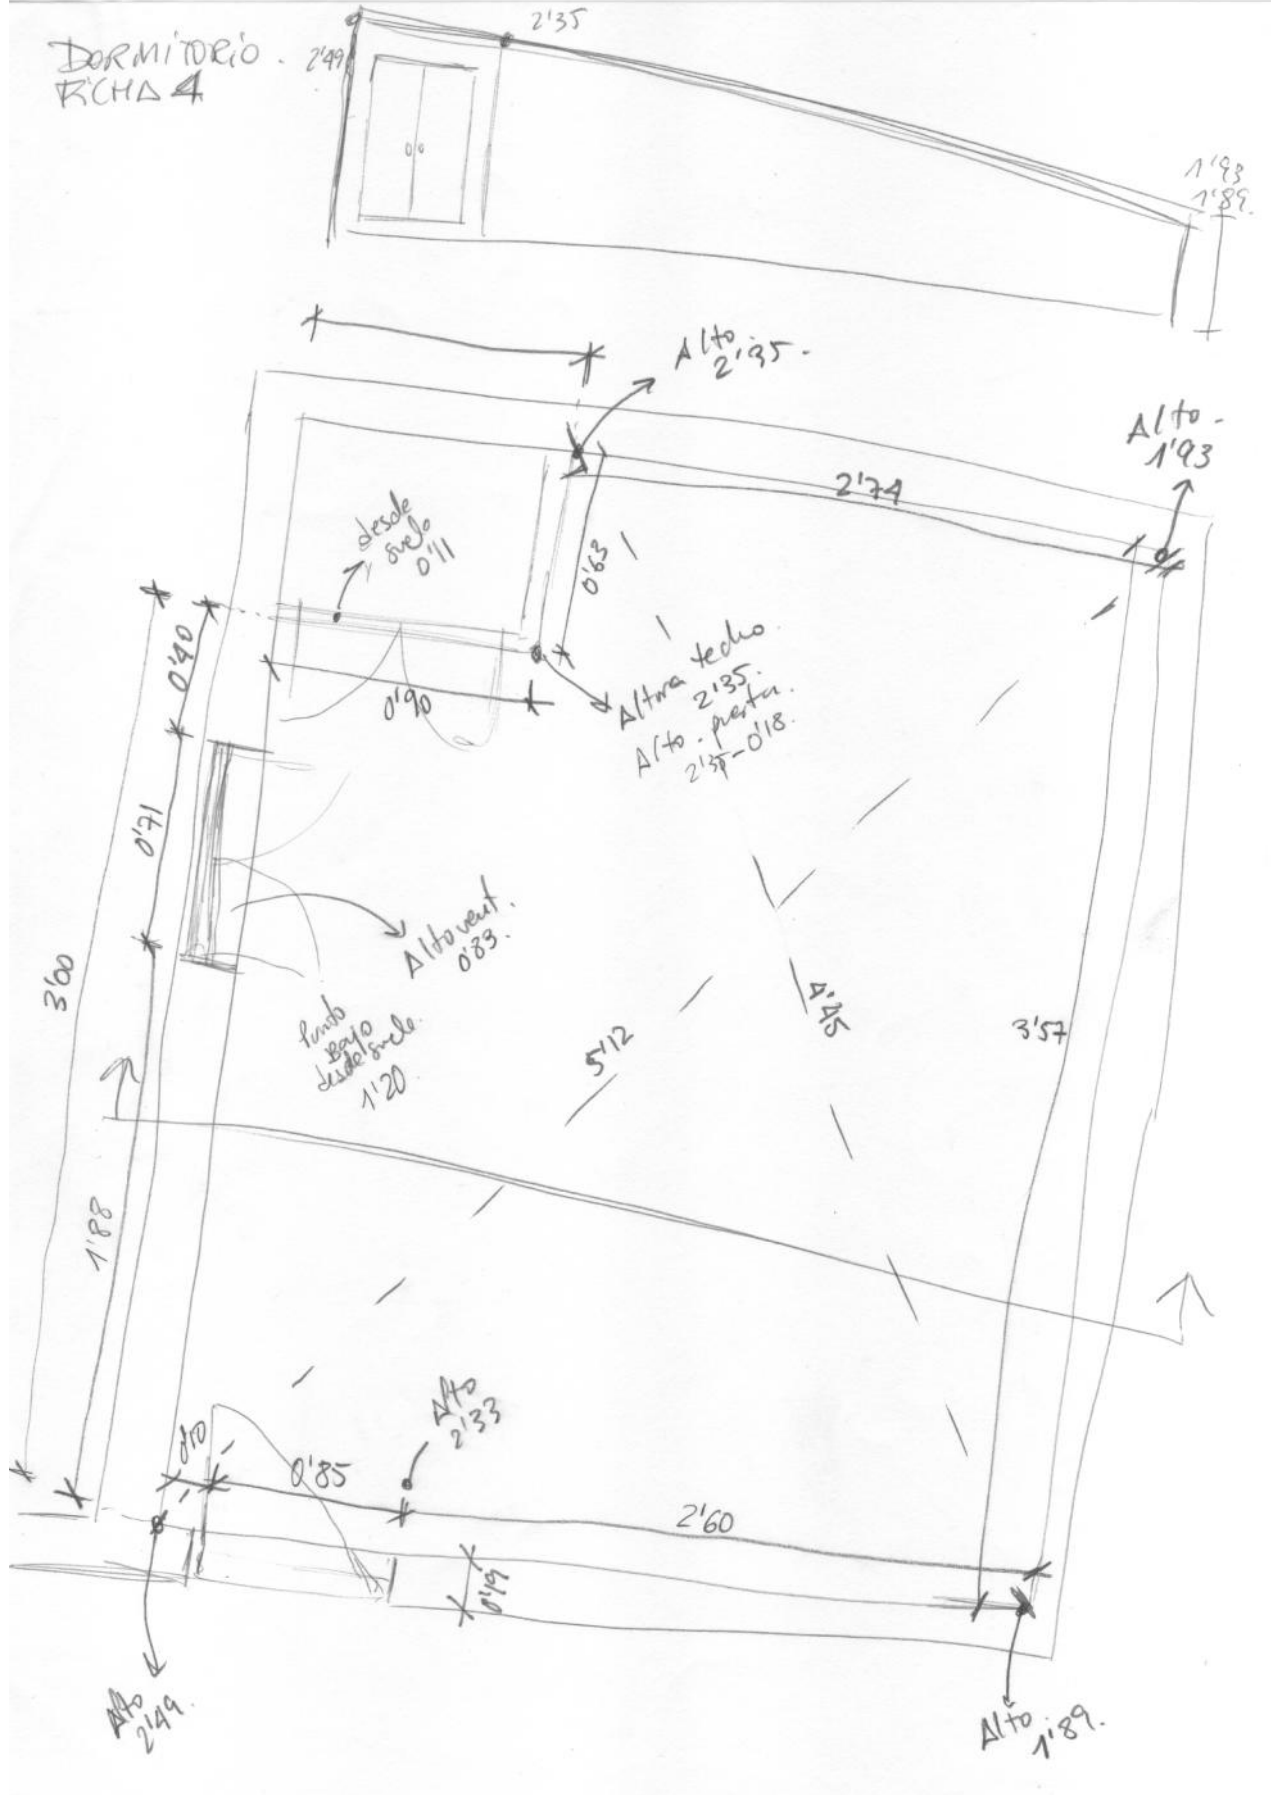 DORMITORIO.
FICHA 4
2'49
2'35
1'93
1'89.
Alto.
2'35.
Alto.
1'93
2'74
desde
suelo
0'11
0'63
0'40
0'90
Altura techo.
2'35.
Alto. puerta.
2'35-0'18.
0'71
Alto vent.
0'83.
3'00
Punto
Bajo
desde suelo.
1'20.
4'45
5'12
3'57
1'88
0'10
0'85
Alto
2'33
2'60
0'19
Alto
2'49.
Alto.
1'89.